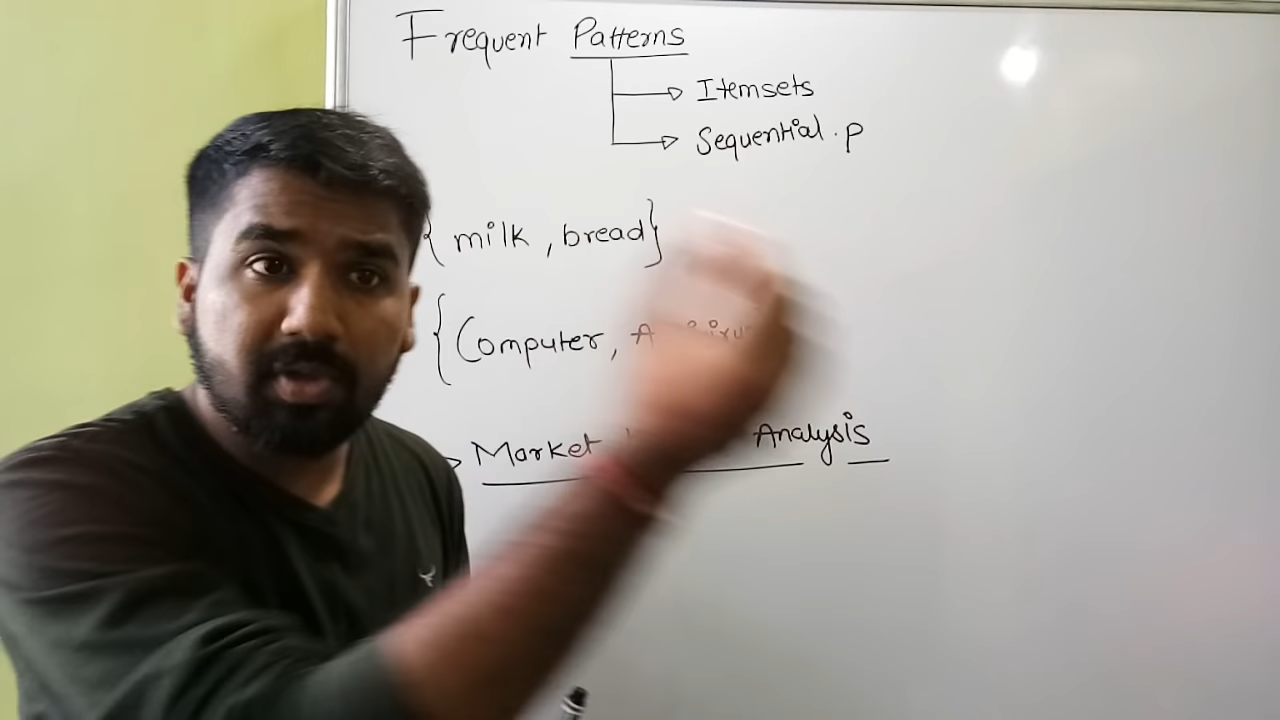 Frequent Patterns
Itemsets
Sequential.p
{ milk, bread}
{ Computer,
Market Analysis